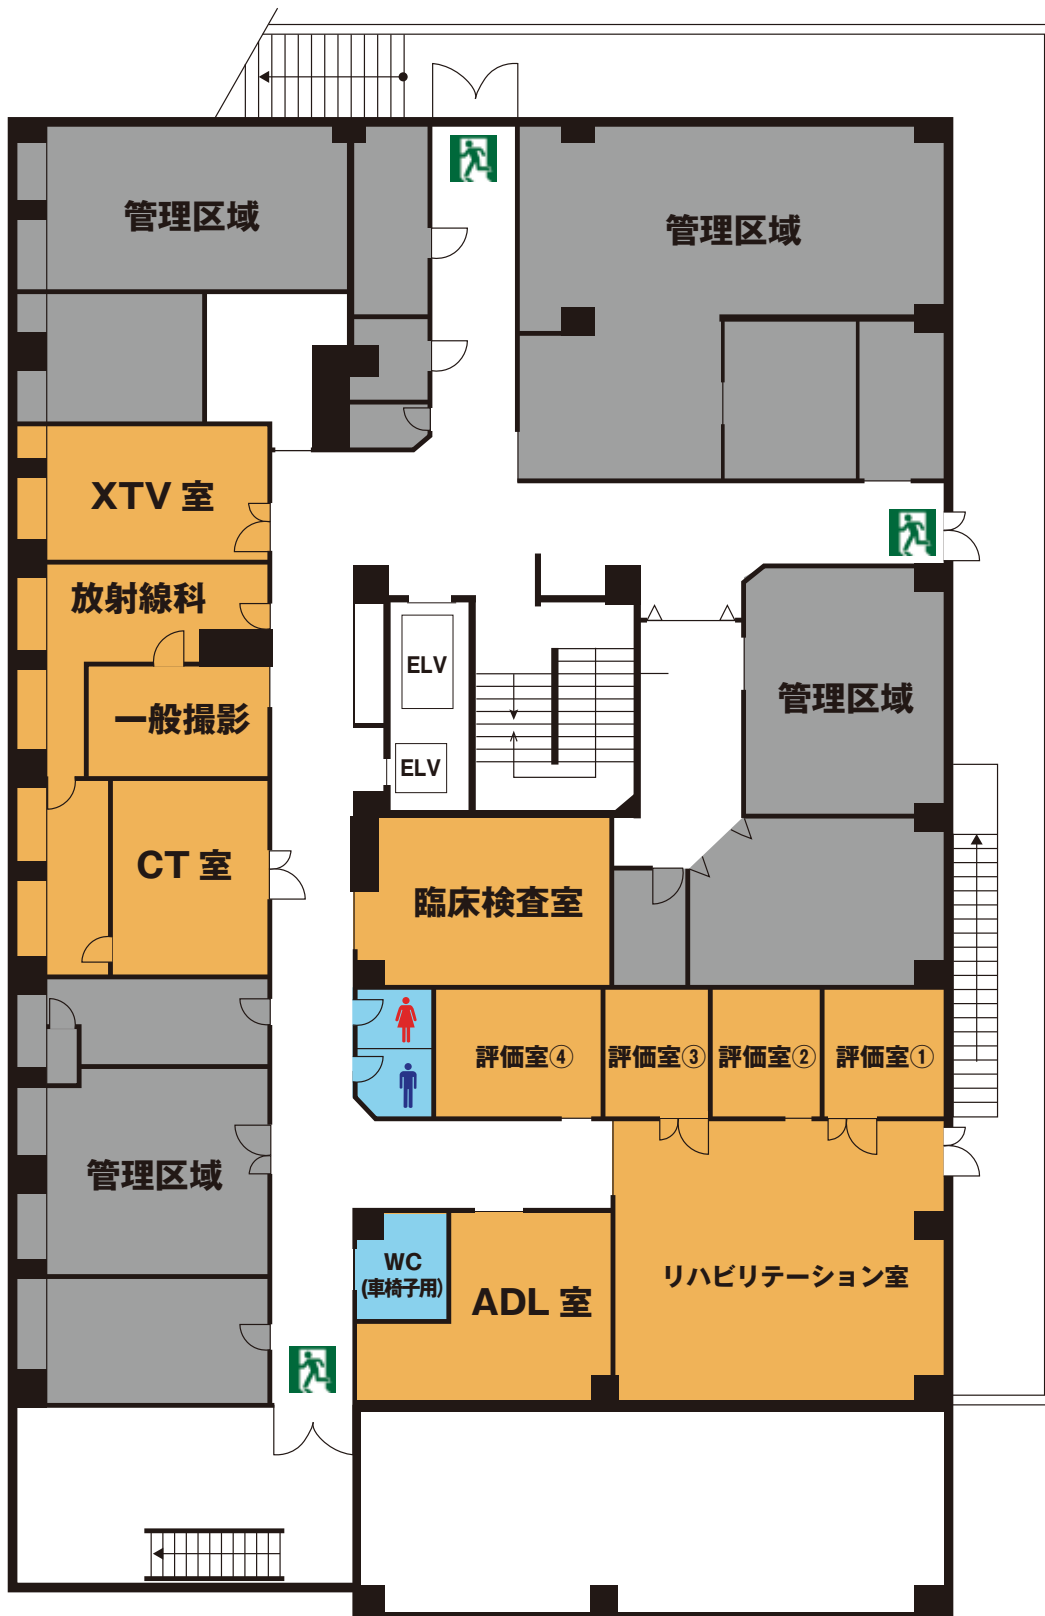 管理区域
管理区域
XTV 室
放射線科
一般撮影
ELV
ELV
管理区域
CT 室
臨床検査室
評価室④
評価室③
評価室②
評価室①
管理区域
WC
(車椅子用)
ADL 室
リハビリテーション室